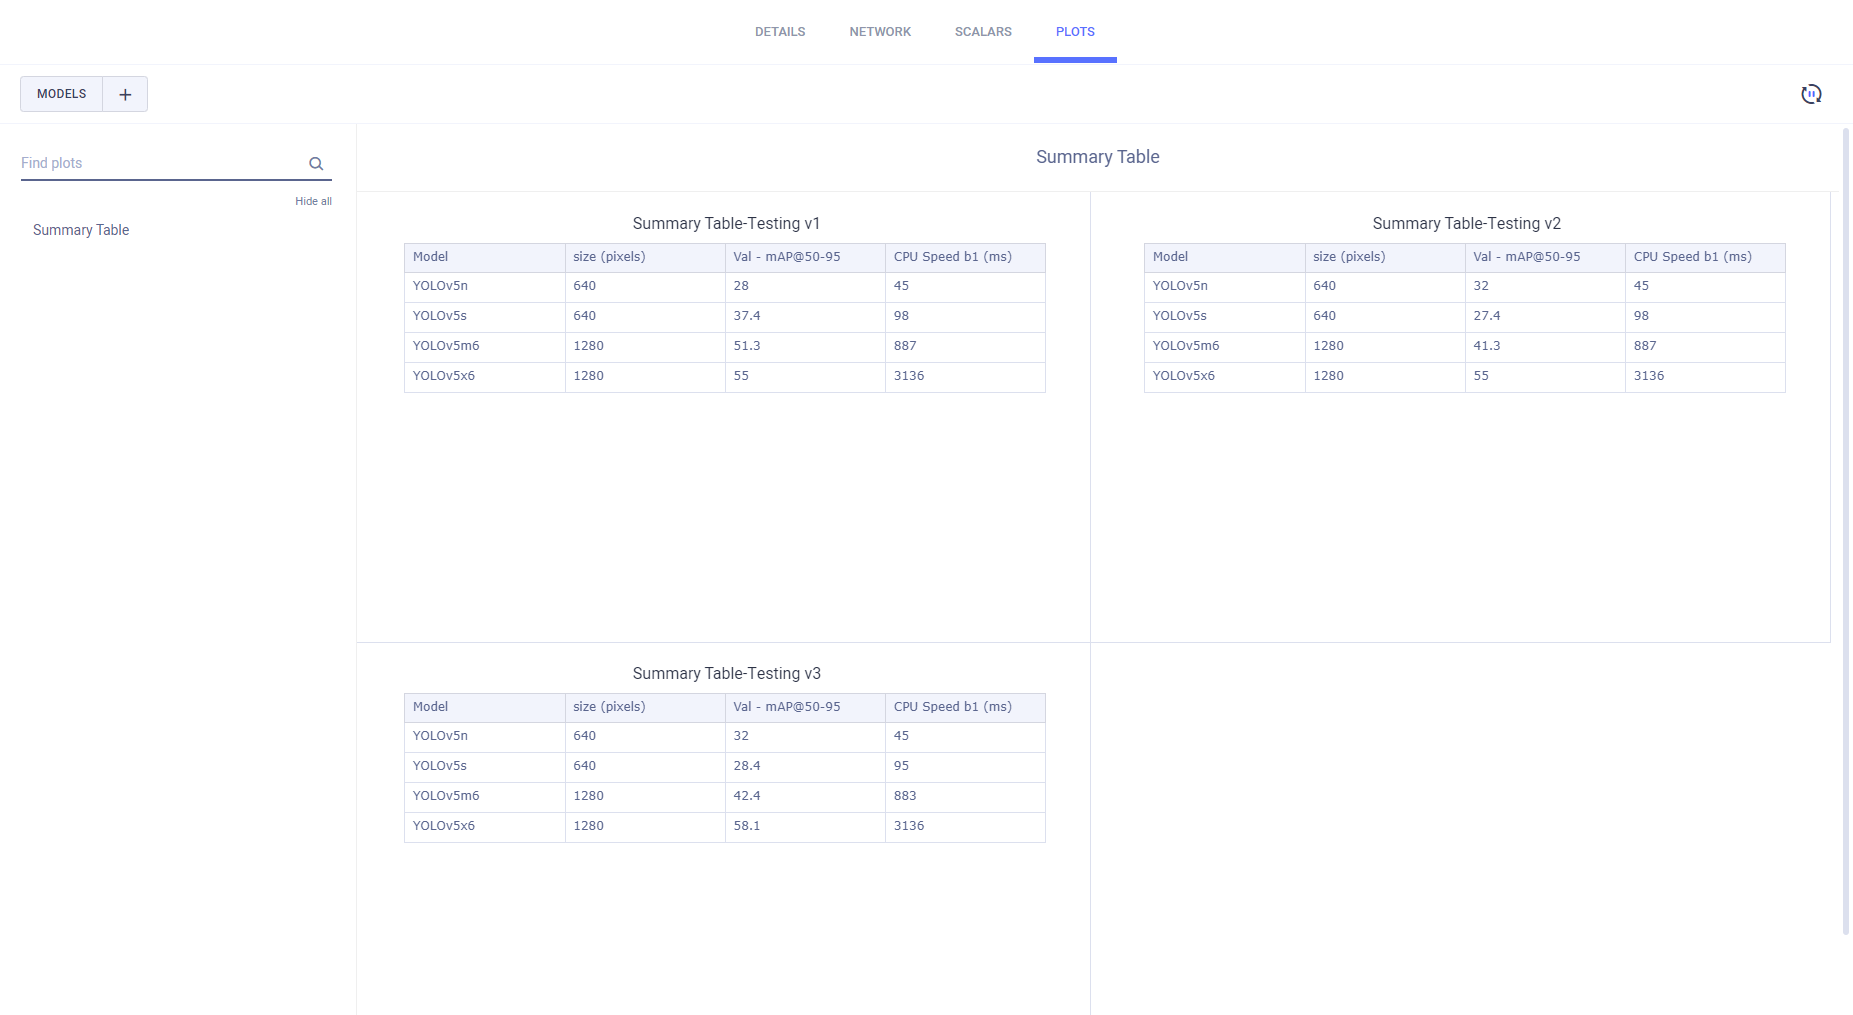 DETAILS NETWORK SCALARS PLOTS
MODELS +
Find plots
Hide all
Summary Table
Summary Table
Summary Table-Testing v1
Model size (pixels) Val - mAP@50-95 CPU Speed b1 (ms)
YOLOv5n 640 28 45
YOLOv5s 640 37.4 98
YOLOv5m6 1280 51.3 887
YOLOv5x6 1280 55 3136
Summary Table-Testing v2
Model size (pixels) Val - mAP@50-95 CPU Speed b1 (ms)
YOLOv5n 640 32 45
YOLOv5s 640 27.4 98
YOLOv5m6 1280 41.3 887
YOLOv5x6 1280 55 3136
Summary Table-Testing v3
Model size (pixels) Val - mAP@50-95 CPU Speed b1 (ms)
YOLOv5n 640 32 45
YOLOv5s 640 28.4 95
YOLOv5m6 1280 42.4 883
YOLOv5x6 1280 58.1 3136